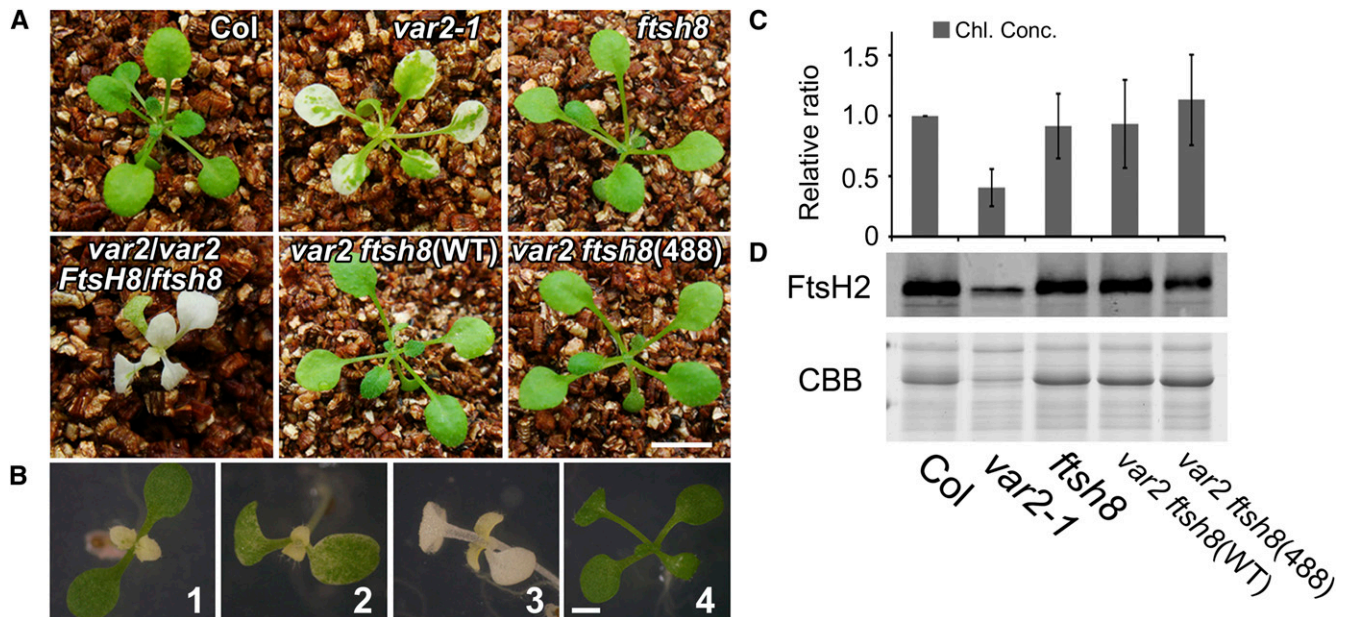 A
Col
var2-1
ftsh8
var2/var2
FtsH8/ftsh8
var2 ftsh8(WT)
var2 ftsh8(488)
B
1
2
3
4
C
Chl. Conc.
Relative ratio
1.5
1.0
0.5
0
D
FtsH2
CBB
Col
var2-1
ftsh8
var2 ftsh8(WT)
var2 ftsh8(488)